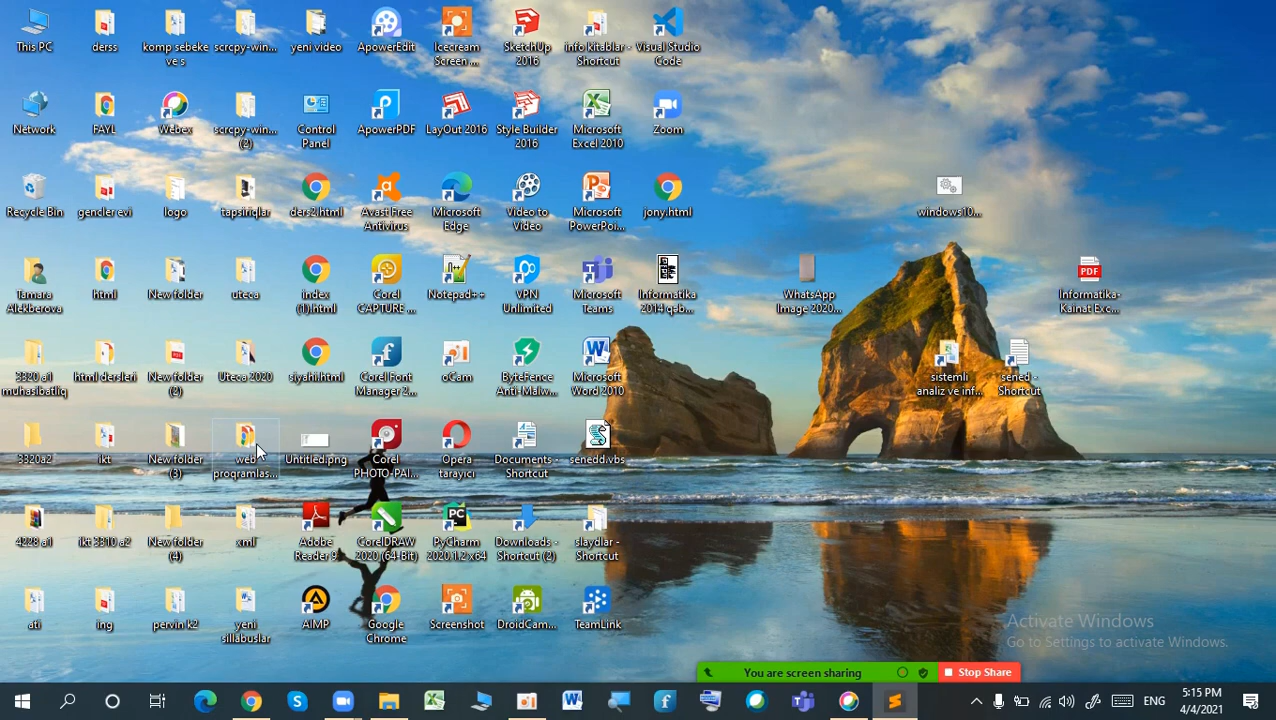 This PC
derss
komp sebeke
ve s
scrcpy-win...
yeni video
ApowerEdit
Icecream
Screen ...
SketchUp
2016
info kitablar -
Shortcut
Visual Studio
Code
Network
FAYL
Webex
scrcpy-win...
(2)
Control
Panel
ApowerPDF
LayOut 2016
Style Builder
2016
Microsoft
Excel 2010
Zoom
Recycle Bin
gencler evi
logo
tapsiriqlar
ders2.html
Avast Free
Antivirus
Microsoft
Edge
Video to
Video
Microsoft
PowerPoi...
jony.html
windows10...
Tamara
Alekberova
html
New folder
uteca
index
(1).html
Corel
CAPTURE ...
Notepad++
VPN
Unlimited
Microsoft
Teams
Informatika
2014 qəb...
WhatsApp
Image 2020...
PDF
Informatika-
Kainat Exc...
3320 a1
muhasibatliq
html dersleri
New folder
(2)
Uteca 2020
siyahi.html
Corel Font
Manager 2...
oCam
ByteFence
Anti-Malw...
Microsoft
Word 2010
sistemli
analiz ve inf...
sened -
Shortcut
3320a2
ikt
New folder
(3)
web
proqramlas...
Untitled.png
Corel
PHOTO-PAI...
Opera
tarayıcı
Documents -
Shortcut
senedd.vbs
4228 a1
ikt 3310 a2
New folder
(4)
xml
Adobe
Reader 9
CorelDRAW
2020 (64-Bit)
PyCharm
2020.1.2 x64
Downloads -
Shortcut (2)
slaydlar -
Shortcut
ati
ing
pervin k2
yeni
sillabuslar
AIMP
Google
Chrome
Screenshot
DroidCam...
TeamLink
Activate Windows
Go to Settings to activate Windows.
You are screen sharing
Stop Share
ENG
5:15 PM
4/4/2021